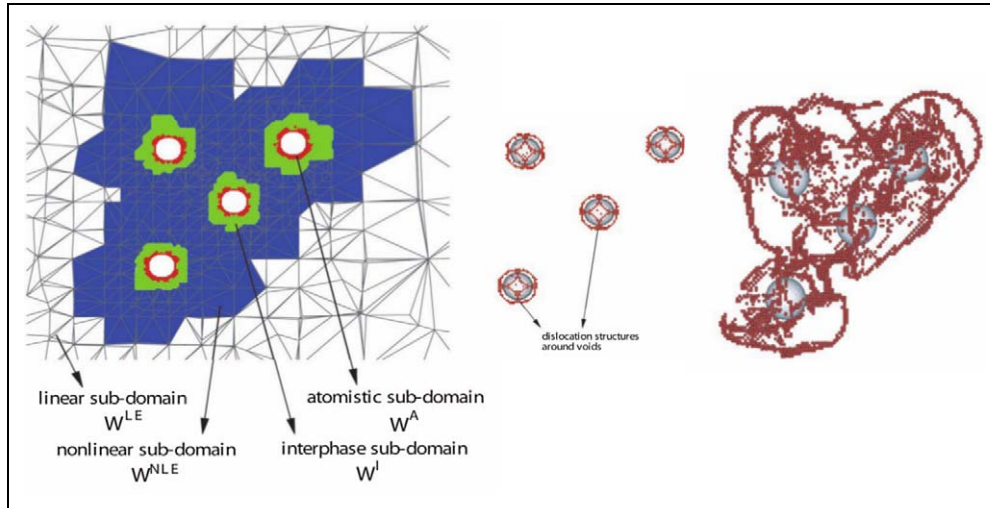 dislocation structures
around voids
linear sub-domain
W^LE
atomistic sub-domain
W^A
nonlinear sub-domain
W^NLE
interphase sub-domain
W^I